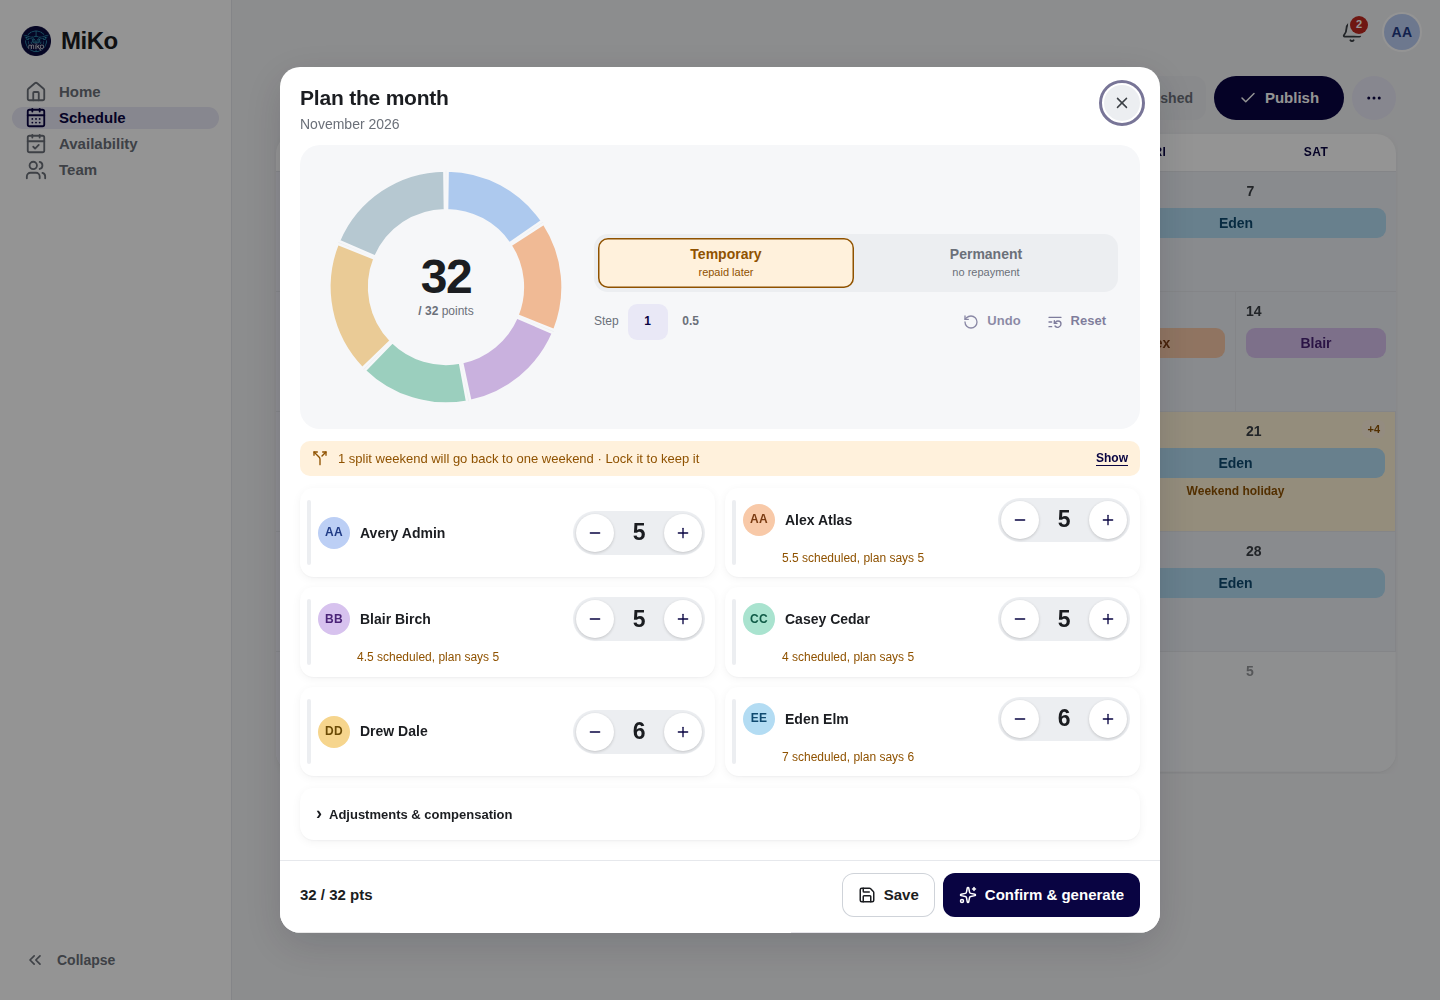 MiKo
Home
Schedule
Availability
Team
Collapse
2
AA
shed
Publish
SAT
7
Eden
14
Blair
21
+4
Eden
Weekend holiday
28
Eden
5
Plan the month
November 2026
32
/ 32 points
Temporary
repaid later
Permanent
no repayment
Step
1
0.5
Undo
Reset
1 split weekend will go back to one weekend · Lock it to keep it
Show
AA
Avery Admin
5
AA
Alex Atlas
5
5.5 scheduled, plan says 5
BB
Blair Birch
5
4.5 scheduled, plan says 5
CC
Casey Cedar
5
4 scheduled, plan says 5
DD
Drew Dale
6
EE
Eden Elm
6
7 scheduled, plan says 6
Adjustments & compensation
32 / 32 pts
Save
Confirm & generate